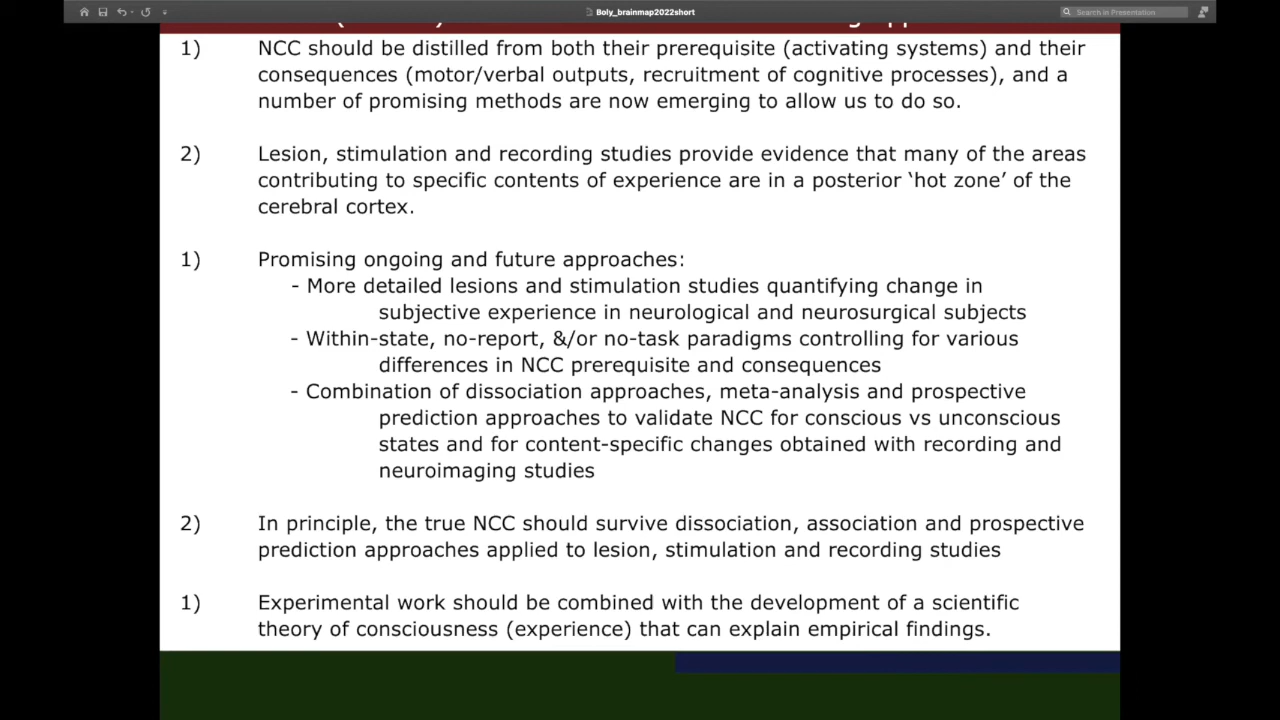 Boly_brainmap2022short
Search in Presentation
1) NCC should be distilled from both their prerequisite (activating systems) and their
consequences (motor/verbal outputs, recruitment of cognitive processes), and a
number of promising methods are now emerging to allow us to do so.
2) Lesion, stimulation and recording studies provide evidence that many of the areas
contributing to specific contents of experience are in a posterior ‘hot zone’ of the
cerebral cortex.
1) Promising ongoing and future approaches:
- More detailed lesions and stimulation studies quantifying change in
subjective experience in neurological and neurosurgical subjects
- Within-state, no-report, &/or no-task paradigms controlling for various
differences in NCC prerequisite and consequences
- Combination of dissociation approaches, meta-analysis and prospective
prediction approaches to validate NCC for conscious vs unconscious
states and for content-specific changes obtained with recording and
neuroimaging studies
2) In principle, the true NCC should survive dissociation, association and prospective
prediction approaches applied to lesion, stimulation and recording studies
1) Experimental work should be combined with the development of a scientific
theory of consciousness (experience) that can explain empirical findings.